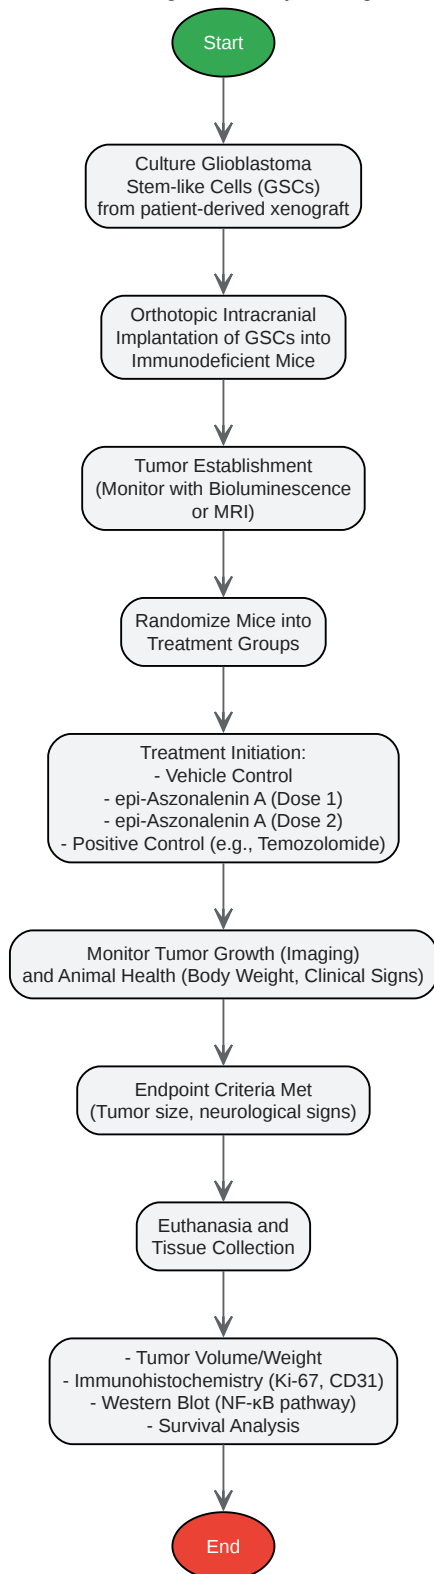 Start
Culture Glioblastoma
Stem-like Cells (GSCs)
from patient-derived xenograft
Orthotopic Intracranial
Implantation of GSCs into
Immunodeficient Mice
Tumor Establishment
(Monitor with Bioluminescence
or MRI)
Randomize Mice into
Treatment Groups
Treatment Initiation:
- Vehicle Control
- epi-Aszonalenin A (Dose 1)
- epi-Aszonalenin A (Dose 2)
- Positive Control (e.g., Temozolomide)
Monitor Tumor Growth (Imaging)
and Animal Health (Body Weight, Clinical Signs)
Endpoint Criteria Met
(Tumor size, neurological signs)
Euthanasia and
Tissue Collection
- Tumor Volume/Weight
- Immunohistochemistry (Ki-67, CD31)
- Western Blot (NF-κB pathway)
- Survival Analysis
End